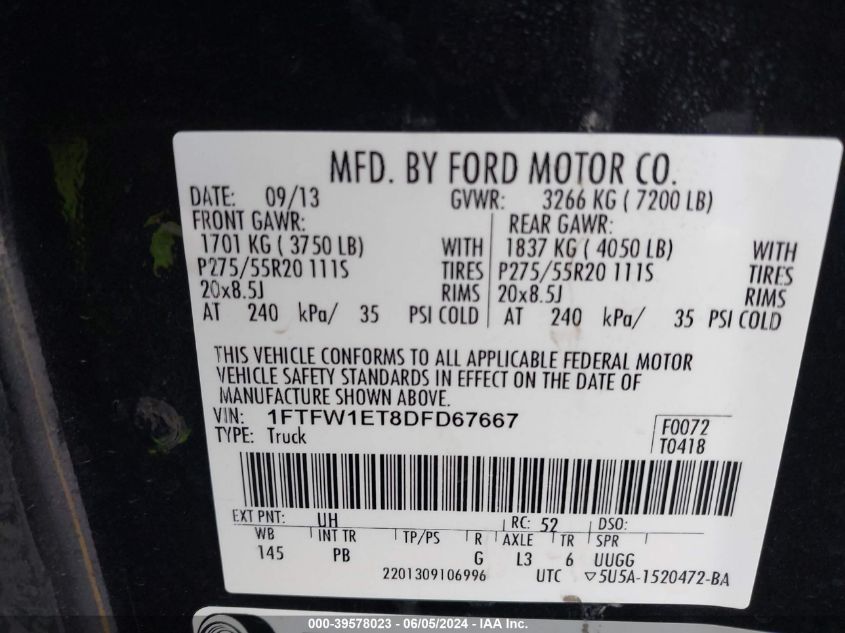 MFD. BY FORD MOTOR CO.
DATE: 09/13 GVWR: 3266 KG ( 7200 LB)
FRONT GAWR: REAR GAWR:
1701 KG ( 3750 LB) WITH 1837 KG ( 4050 LB) WITH
P275/55R20 111S TIRES P275/55R20 111S TIRES
20x8.5J RIMS 20x8.5J RIMS
AT 240 kPa/ 35 PSI COLD AT 240 kPa/ 35 PSI COLD
THIS VEHICLE CONFORMS TO ALL APPLICABLE FEDERAL MOTOR
VEHICLE SAFETY STANDARDS IN EFFECT ON THE DATE OF
MANUFACTURE SHOWN ABOVE.
VIN: 1FTFW1ET8DFD67667 F0072
TYPE: Truck T0418
EXT PNT: UH RC: 52 DSO:
WB INT TR TP/PS R AXLE TR SPR
145 PB G L3 6 UUGG
2201309106996 UTC ▽5U5A-1520472-BA
000-39578023 - 06/05/2024 - IAAI Inc.